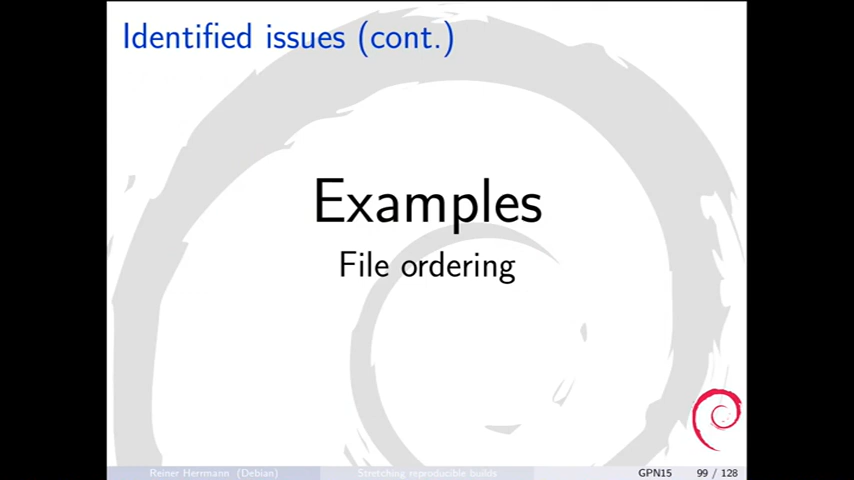 Identified issues (cont.)
Examples
File ordering
Reiner Herrmann (Debian) Stretching reproducible builds GPN15 99 / 128